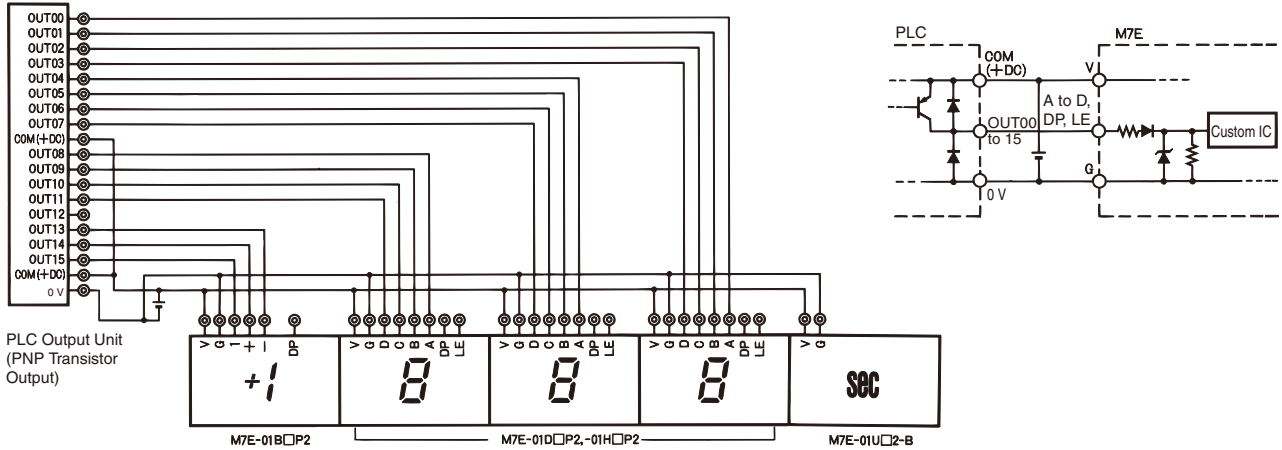 OUT00
OUT01
OUT02
OUT03
OUT04
OUT05
OUT06
OUT07
COM(+DC)
OUT08
OUT09
OUT10
OUT11
OUT12
OUT13
OUT14
OUT15
COM(+DC)
0 V
PLC Output Unit
(PNP Transistor
Output)
V G 1 + − DP
V G D C B A DP LE
V G D C B A DP LE
V G D C B A DP LE
V G
+1
8
8
8
sec
M7E-01B□P2
M7E-01D□P2,-01H□P2
M7E-01U□2-B
PLC
M7E
COM
(+DC)
V
OUT00
to 15
A to D,
DP, LE
Custom IC
G
0 V